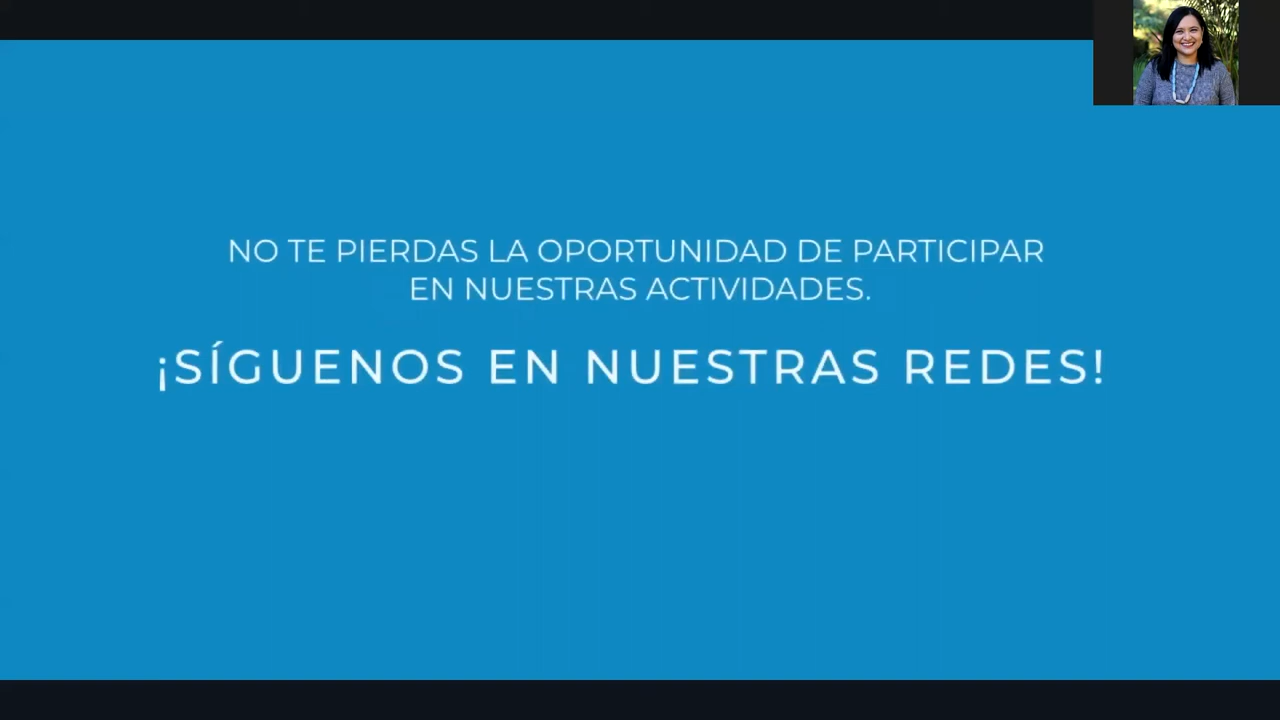 NO TE PIERDAS LA OPORTUNIDAD DE PARTICIPAR
EN NUESTRAS ACTIVIDADES.
¡SÍGUENOS EN NUESTRAS REDES!